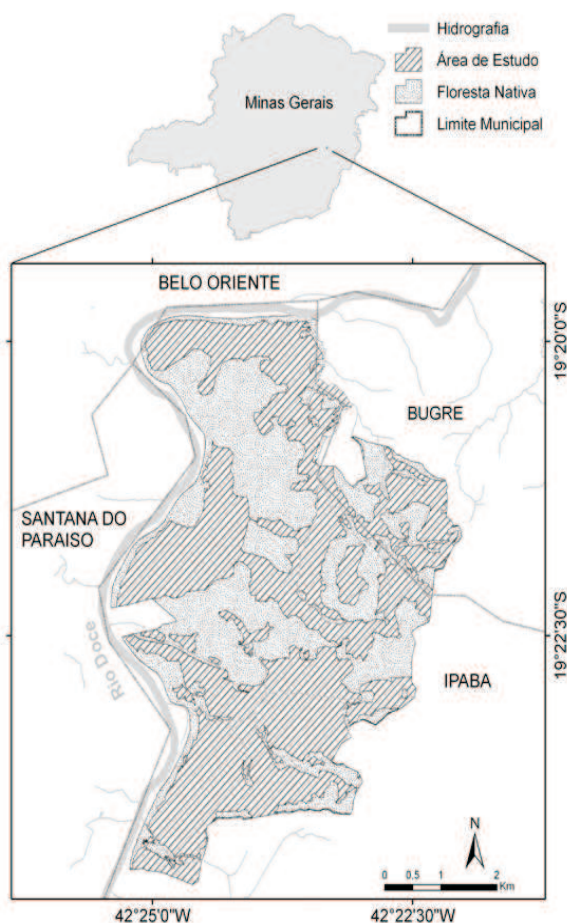 Hidrografia
Área de Estudo
Floresta Nativa
Limite Municipal
Minas Gerais
BELO ORIENTE
19°20'0"S
BUGRE
SANTANA DO
PARAISO
Rio Doce
19°22'30"S
IPABA
N
0 0.5 1 2
Km
42°25'0"W
42°22'30"W